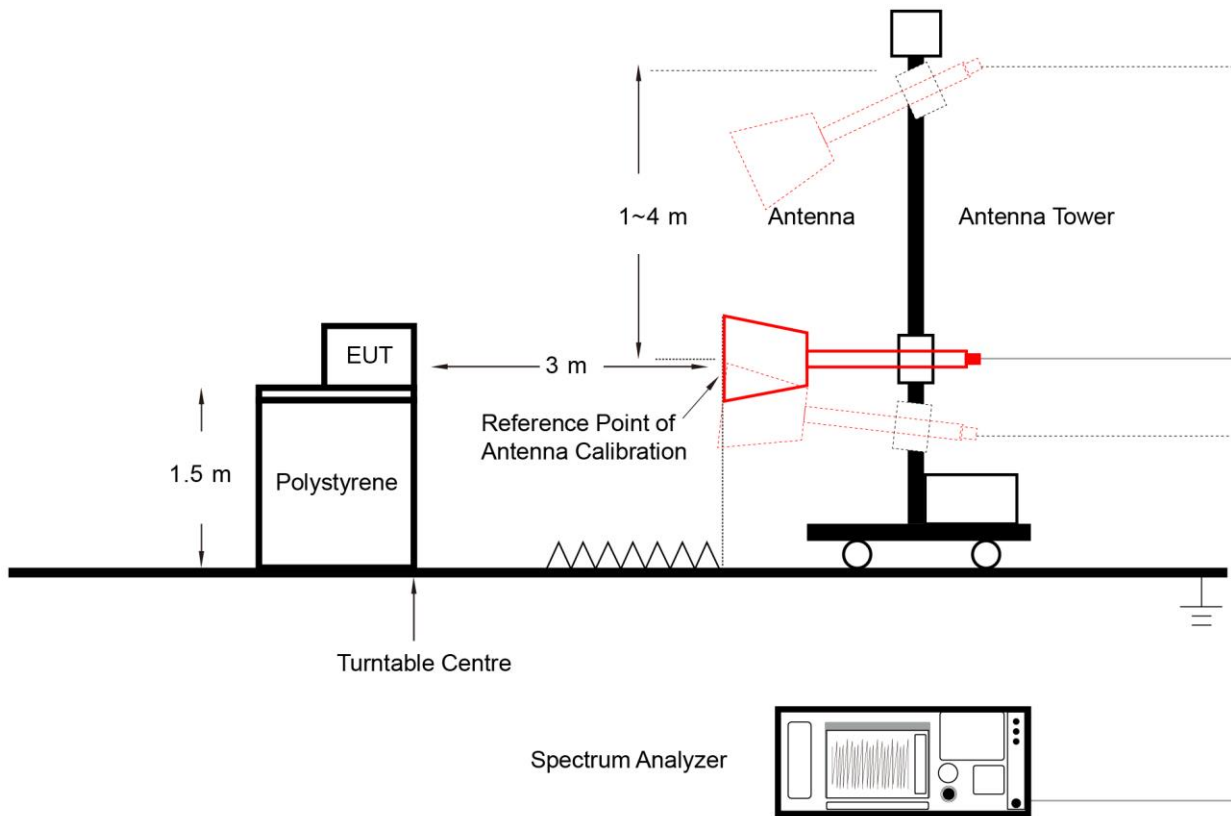 1~4 m
Antenna
Antenna Tower
EUT
3 m
Reference Point of
Antenna Calibration
1.5 m
Polystyrene
Turntable Centre
Spectrum Analyzer